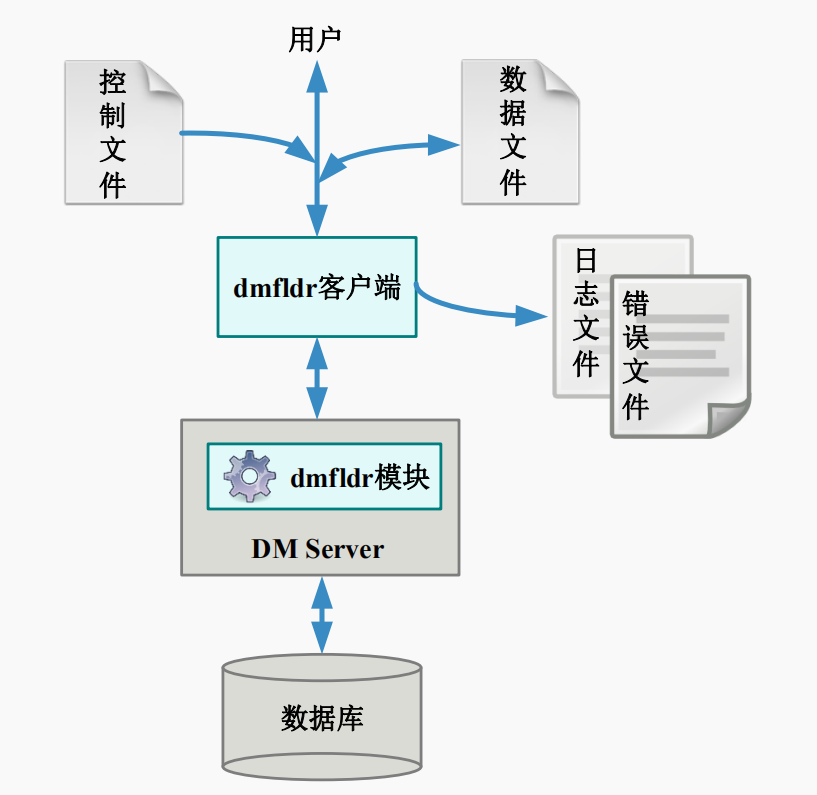 用户
控制文件
数据文件
dmfldr客户端
日志文件
错误文件
dmfldr模块
DM Server
数据库